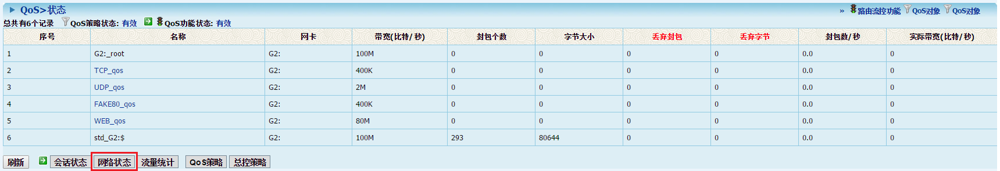 QoS>状态 » 路由流控功能 QoS对象 QoS对象
总共有6个记录 QoS策略状态: 有效 QoS功能状态: 有效
序号 名称 网卡 带宽(比特/秒) 封包个数 字节大小 丢弃封包 丢弃字节 封包数/秒 实际带宽(比特/秒)
1 G2:_root G2: 100M 0 0 0 0 0.0 0
2 TCP_qos G2: 400K 0 0 0 0 0.0 0
3 UDP_qos G2: 2M 0 0 0 0 0.0 0
4 FAKE80_qos G2: 400K 0 0 0 0 0.0 0
5 WEB_qos G2: 80M 0 0 0 0 0.0 0
6 std_G2:$ G2: 100M 293 80644 0 0 0.0 0
刷新 会话状态 网络状态 流量统计 QoS策略 总控策略